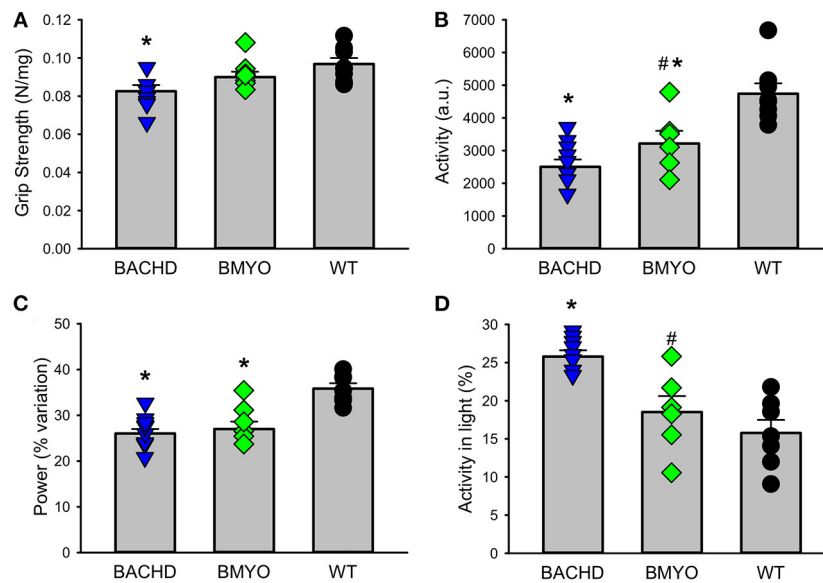 A
Grip Strength (N/mg)
0.12
0.10
0.08
0.06
0.04
0.02
0.00
*
BACHD BMYO WT
B
Activity (a.u.)
7000
6000
5000
4000
3000
2000
1000
0
*
# *
BACHD BMYO WT
C
Power (% variation)
50
40
30
20
10
0
*
*
BACHD BMYO WT
D
Activity in light (%)
30
25
20
15
10
5
0
*
#
BACHD BMYO WT